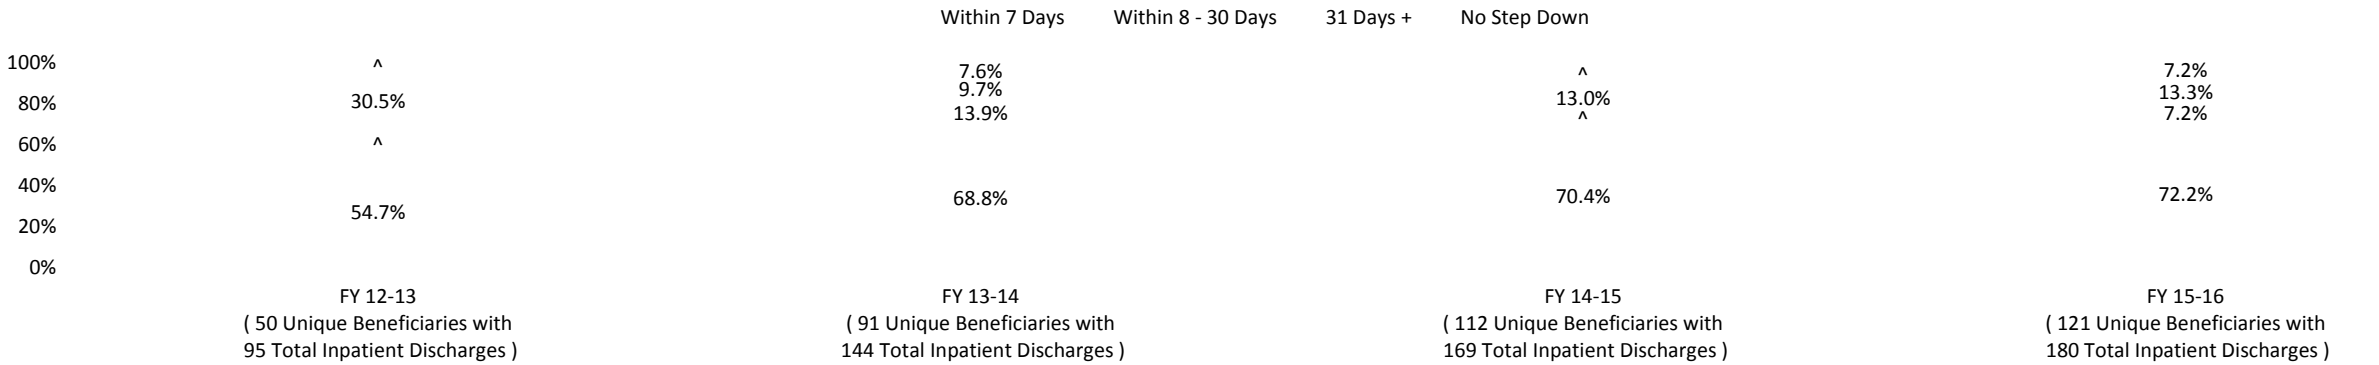 Within 7 Days Within 8 - 30 Days 31 Days + No Step Down
100% ^ 7.6% ^ 7.2%
9.7%
80% 30.5% 13.9% 13.0% 13.3%
^ 7.2%
60% ^
40% 54.7% 68.8% 70.4% 72.2%
20%
0%
FY 12-13 FY 13-14 FY 14-15 FY 15-16
( 50 Unique Beneficiaries with ( 91 Unique Beneficiaries with ( 112 Unique Beneficiaries with ( 121 Unique Beneficiaries with
95 Total Inpatient Discharges ) 144 Total Inpatient Discharges ) 169 Total Inpatient Discharges ) 180 Total Inpatient Discharges )